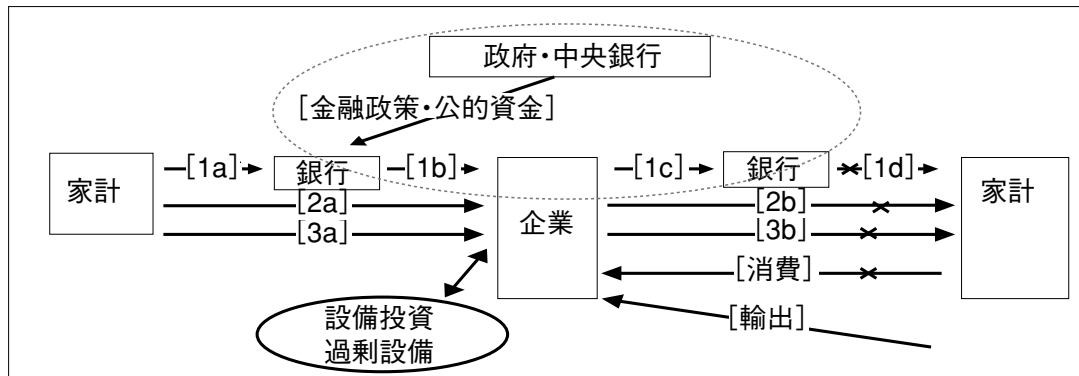 政府・中央銀行
[金融政策・公的資金]
家計
[1a]
銀行
[1b]
企業
[1c]
銀行
[1d]
家計
[2a]
[2b]
[3a]
[3b]
[消費]
[輸出]
設備投資
過剰設備